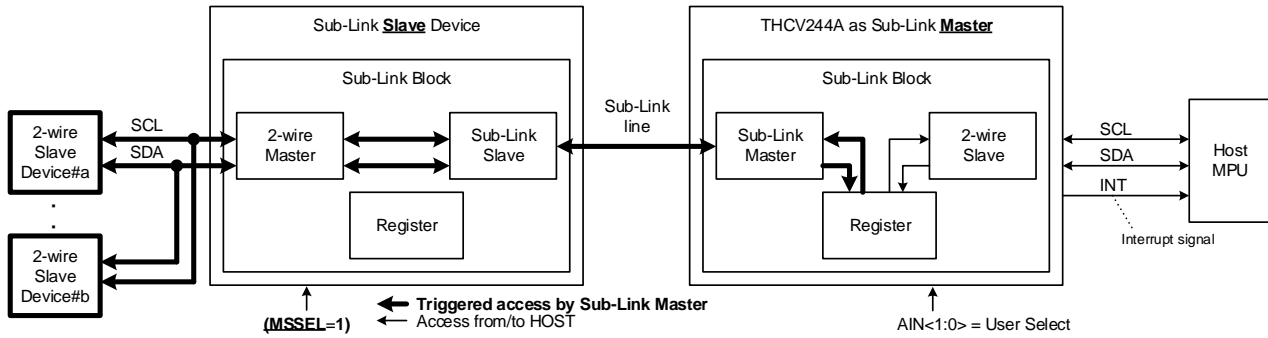 Sub-Link Slave Device
THCV244A as Sub-Link Master
Sub-Link Block
Sub-Link Block
2-wire
Slave
Device#a
SCL
SDA
2-wire
Master
Sub-Link
Slave
Register
Sub-Link
line
Sub-Link
Master
2-wire
Slave
Register
SCL
SDA
INT
Host
MPU
Interrupt signal
.
.
2-wire
Slave
Device#b
(MSSEL=1)
Triggered access by Sub-Link Master
Access from/to HOST
AIN<1:0> = User Select